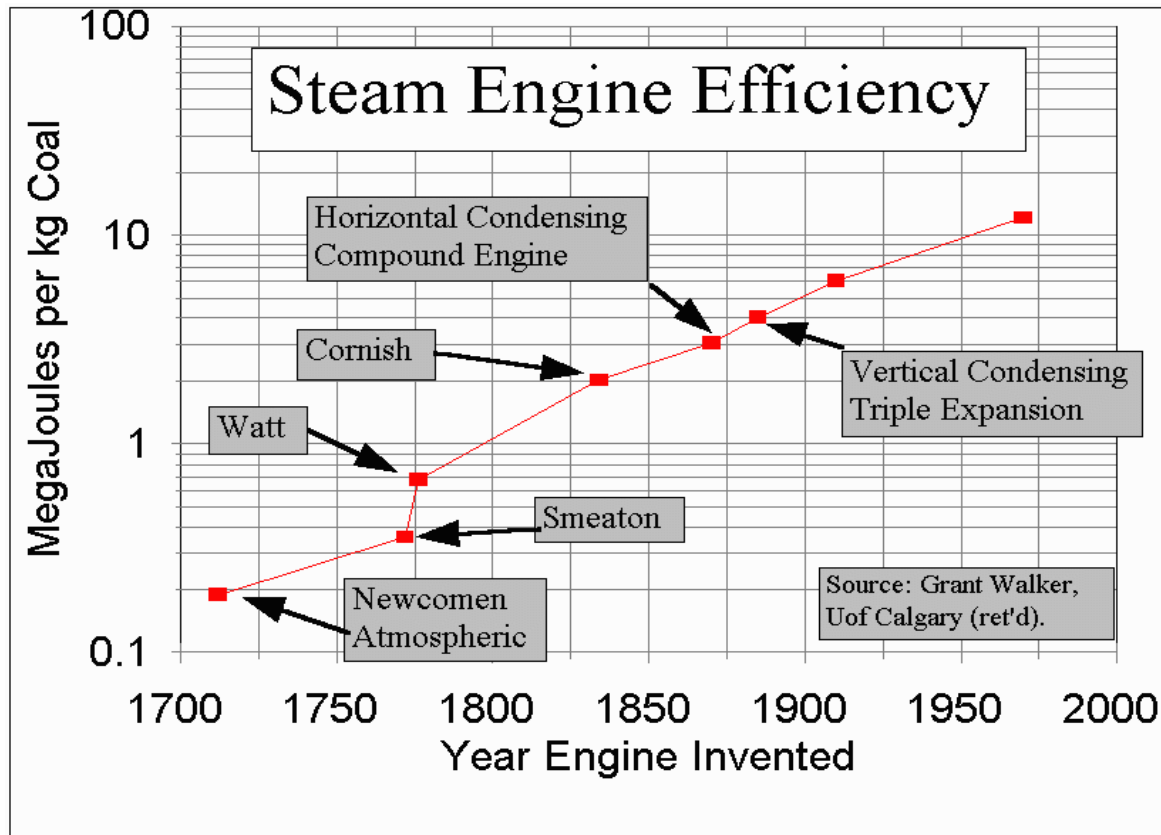 Steam Engine Efficiency
MegaJoules per kg Coal
100
10
1
0.1
Horizontal Condensing
Compound Engine
Cornish
Vertical Condensing
Triple Expansion
Watt
Smeaton
Newcomen
Atmospheric
Source: Grant Walker,
Uof Calgary (ret'd).
1700 1750 1800 1850 1900 1950 2000
Year Engine Invented